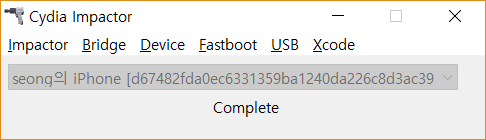 Cydia Impactor
Impactor Bridge Device Fastboot USB Xcode
seong의 iPhone [d67482fda0ec6331359ba1240da226c8d3ac39
Complete